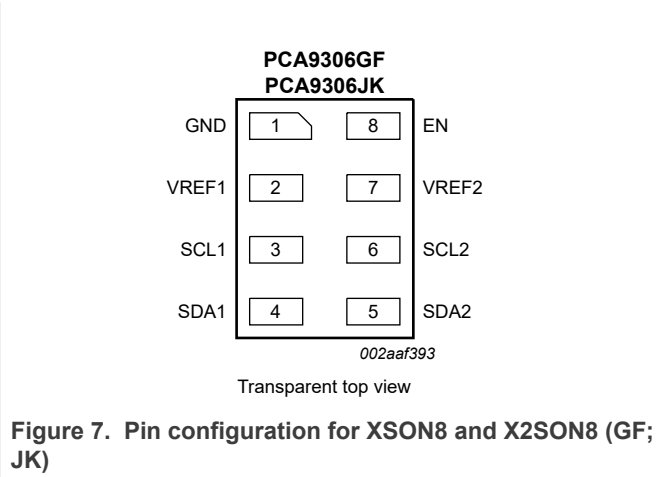 PCA9306GF
PCA9306JK
GND 1 8 EN
VREF1 2 7 VREF2
SCL1 3 6 SCL2
SDA1 4 5 SDA2
002aaf393
Transparent top view
Figure 7. Pin configuration for XSON8 and X2SON8 (GF;
JK)